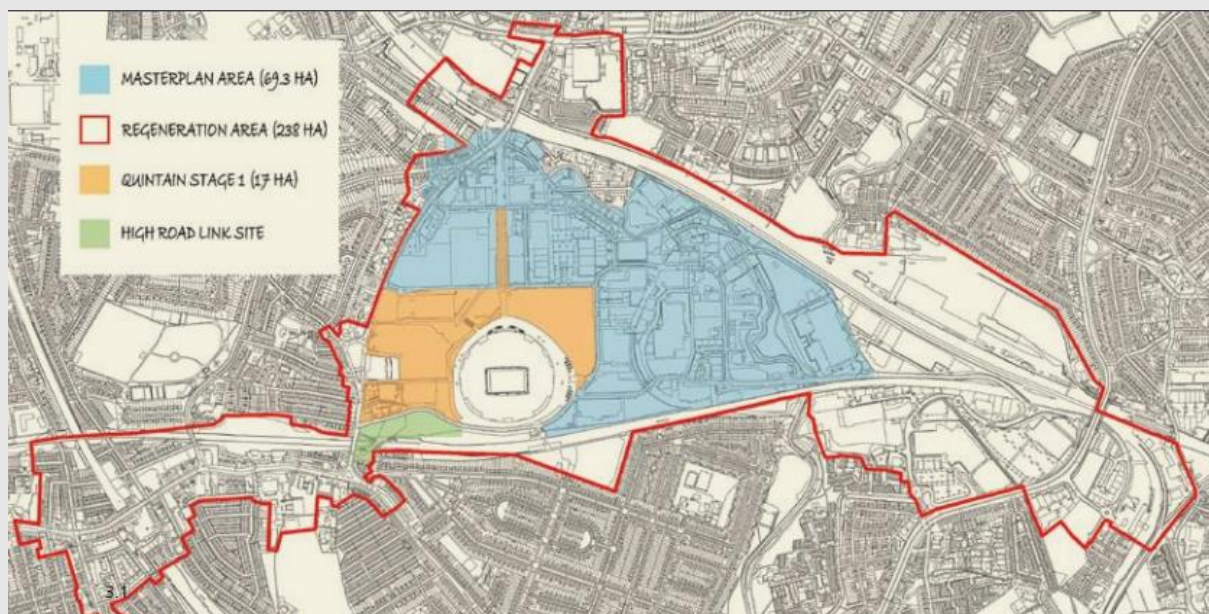 MASTERPLAN AREA (69.3 HA)
REGENERATION AREA (238 HA)
QUINTAIN STAGE 1 (17 HA)
HIGH ROAD LINK SITE
3.1